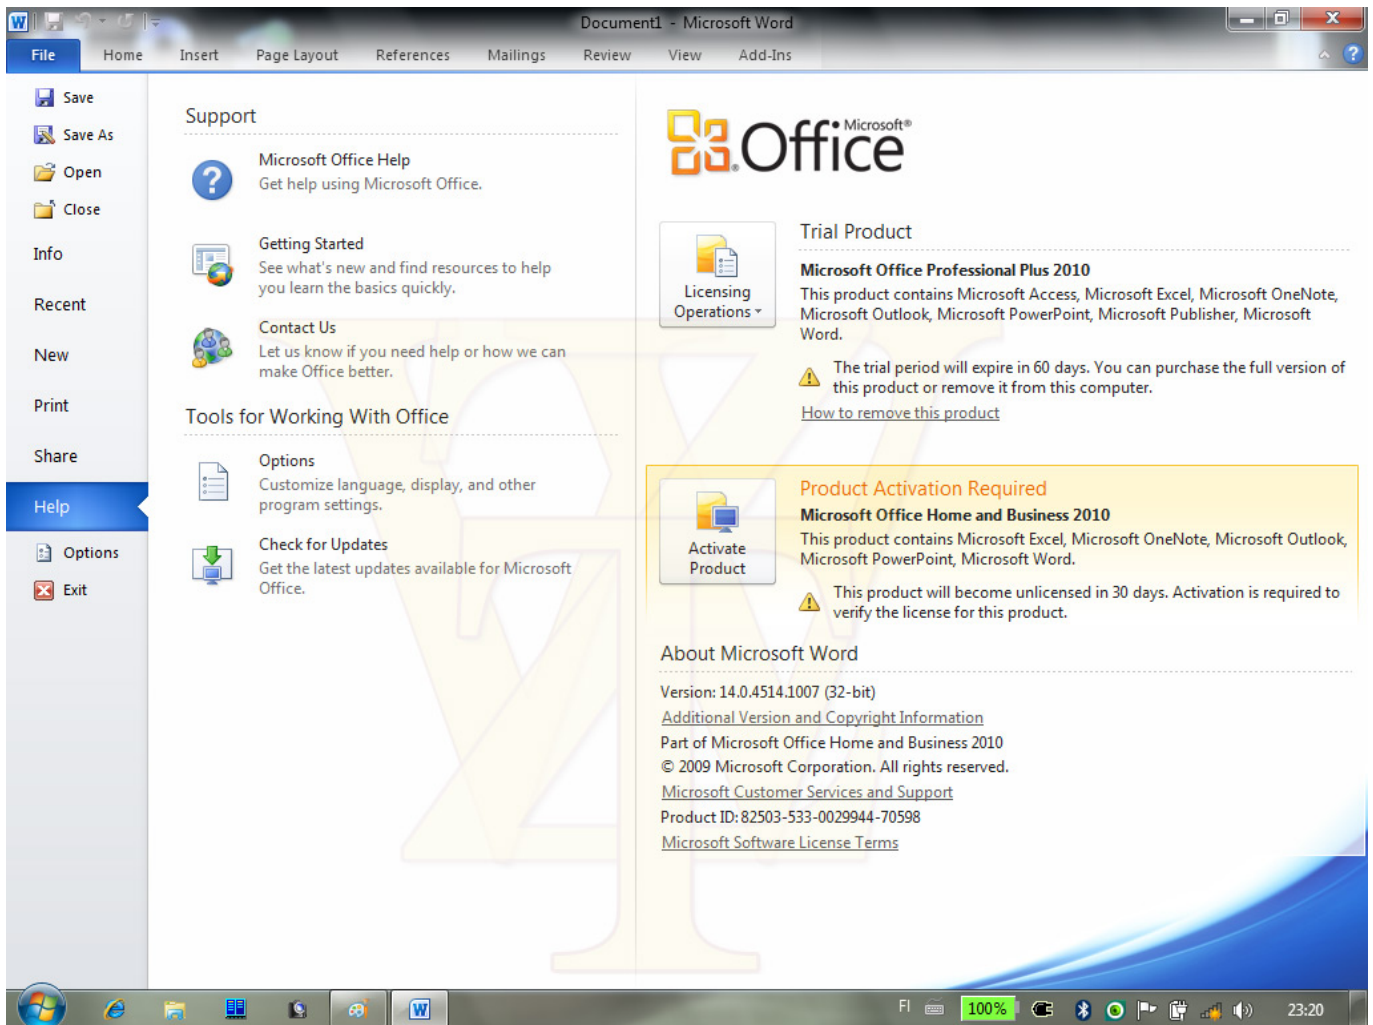 Document1 - Microsoft Word
File Home Insert Page Layout References Mailings Review View Add-Ins
Save
Save As
Open
Close
Info
Recent
New
Print
Share
Help
Options
Exit
Support
Microsoft Office Help
Get help using Microsoft Office.
Getting Started
See what's new and find resources to help
you learn the basics quickly.
Contact Us
Let us know if you need help or how we can
make Office better.
Tools for Working With Office
Options
Customize language, display, and other
program settings.
Check for Updates
Get the latest updates available for Microsoft
Office.
Microsoft®
Office
Licensing
Operations
Trial Product
Microsoft Office Professional Plus 2010
This product contains Microsoft Access, Microsoft Excel, Microsoft OneNote,
Microsoft Outlook, Microsoft PowerPoint, Microsoft Publisher, Microsoft
Word.
The trial period will expire in 60 days. You can purchase the full version of
this product or remove it from this computer.
How to remove this product
Activate
Product
Product Activation Required
Microsoft Office Home and Business 2010
This product contains Microsoft Excel, Microsoft OneNote, Microsoft Outlook,
Microsoft PowerPoint, Microsoft Word.
This product will become unlicensed in 30 days. Activation is required to
verify the license for this product.
About Microsoft Word
Version: 14.0.4514.1007 (32-bit)
Additional Version and Copyright Information
Part of Microsoft Office Home and Business 2010
© 2009 Microsoft Corporation. All rights reserved.
Microsoft Customer Services and Support
Product ID: 82503-533-0029944-70598
Microsoft Software License Terms
FI 100% 23:20